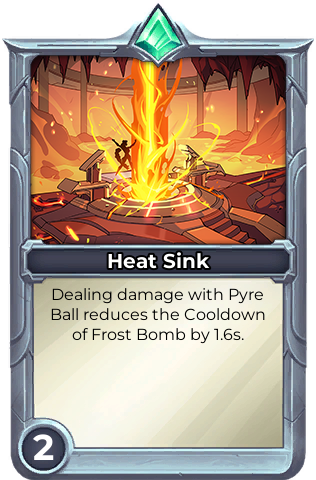 Heat Sink
Dealing damage with Pyre
Ball reduces the Cooldown
of Frost Bomb by 1.6s.
2